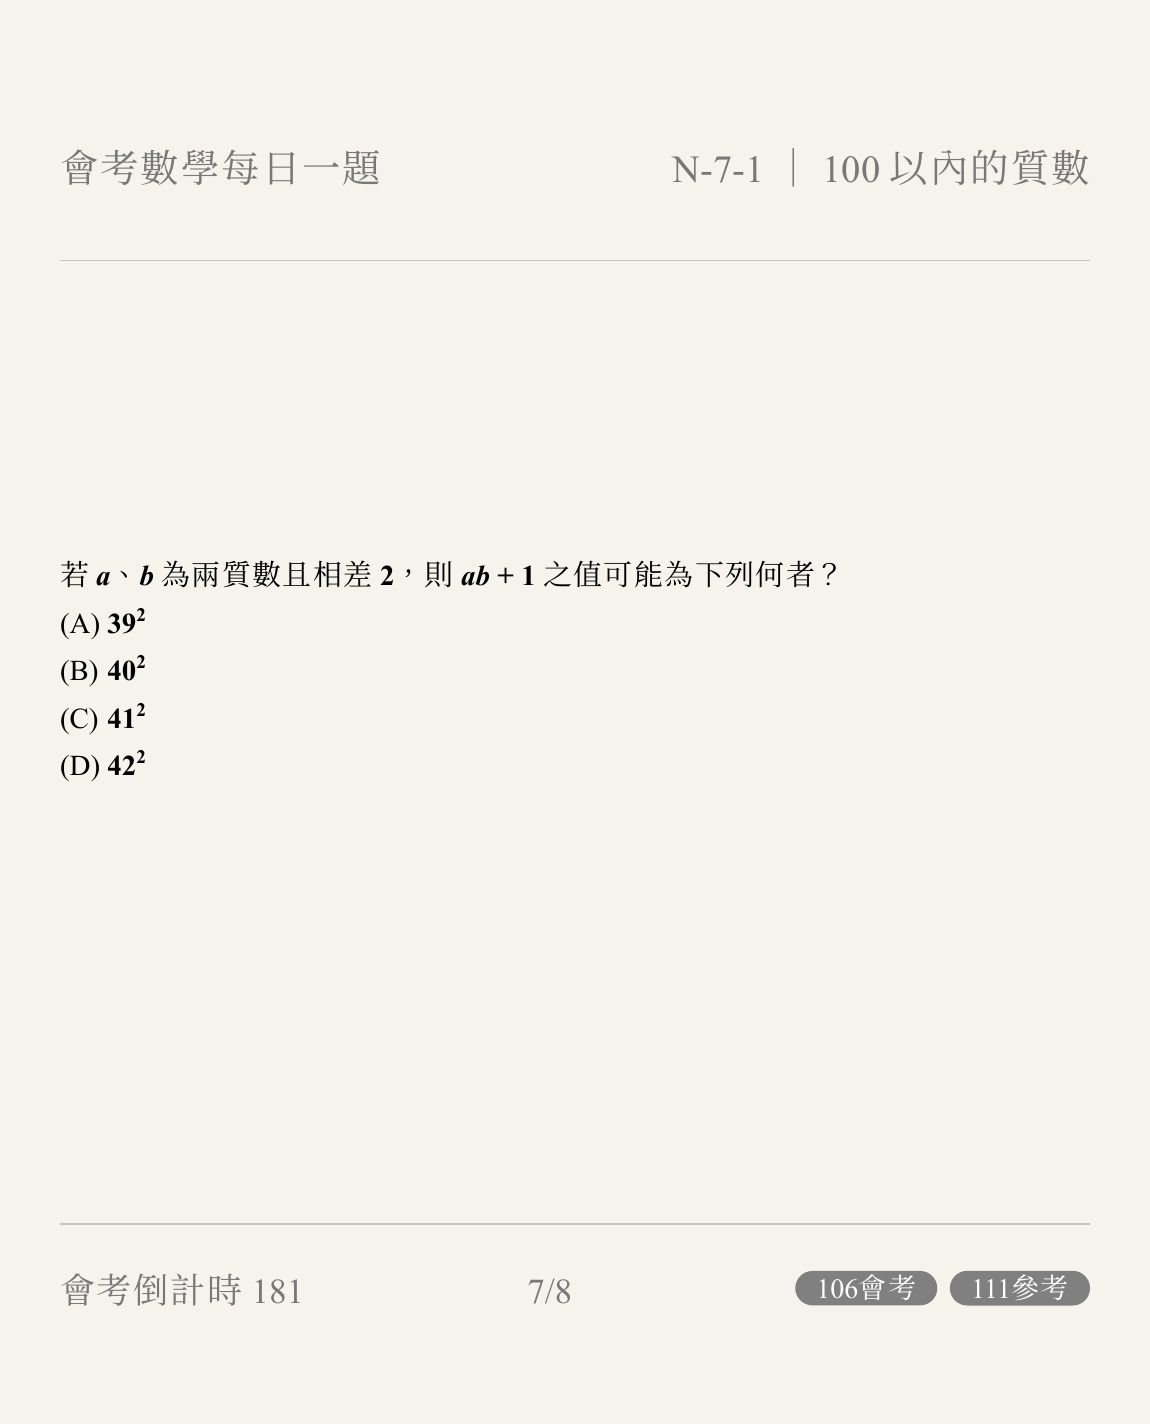 會考數學每日一題
N-7-1 | 100 以內的質數
若 a、b 為兩質數且相差 2，則 ab + 1 之值可能為下列何者？
(A) 39²
(B) 40²
(C) 41²
(D) 42²
會考倒計時 181
7/8
106會考
111參考